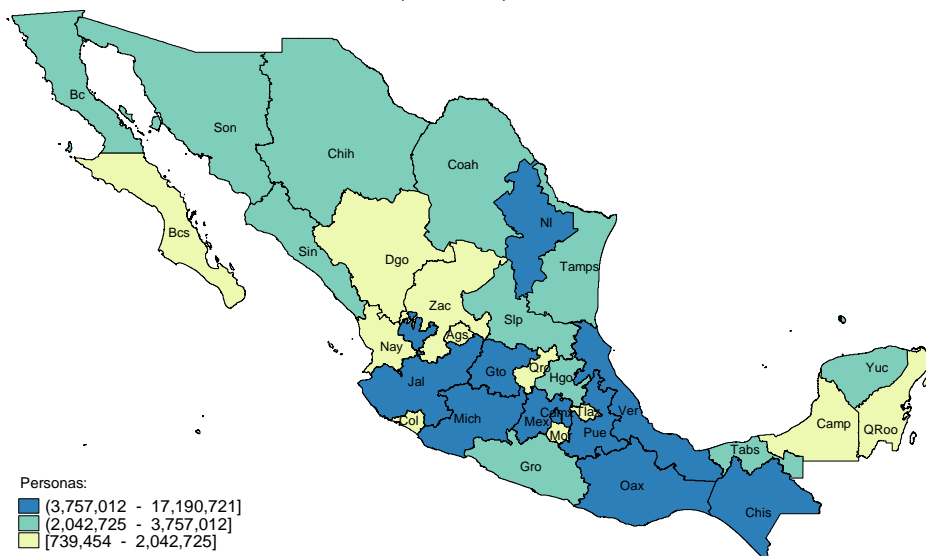 Bc
Son
Chih
Coah
Nl
Bcs
Sin
Dgo
Tamps
Zac
Slp
Nay
Ags
Qro
Yuc
Jal
Gto
Hgo
Col
Mich
Mex
Cdmx
Tlax
Ver
Camp
QRoo
Mor
Pue
Tabs
Gro
Oax
Chis
Personas:
(3,757,012 - 17,190,721]
(2,042,725 - 3,757,012]
[739,454 - 2,042,725]